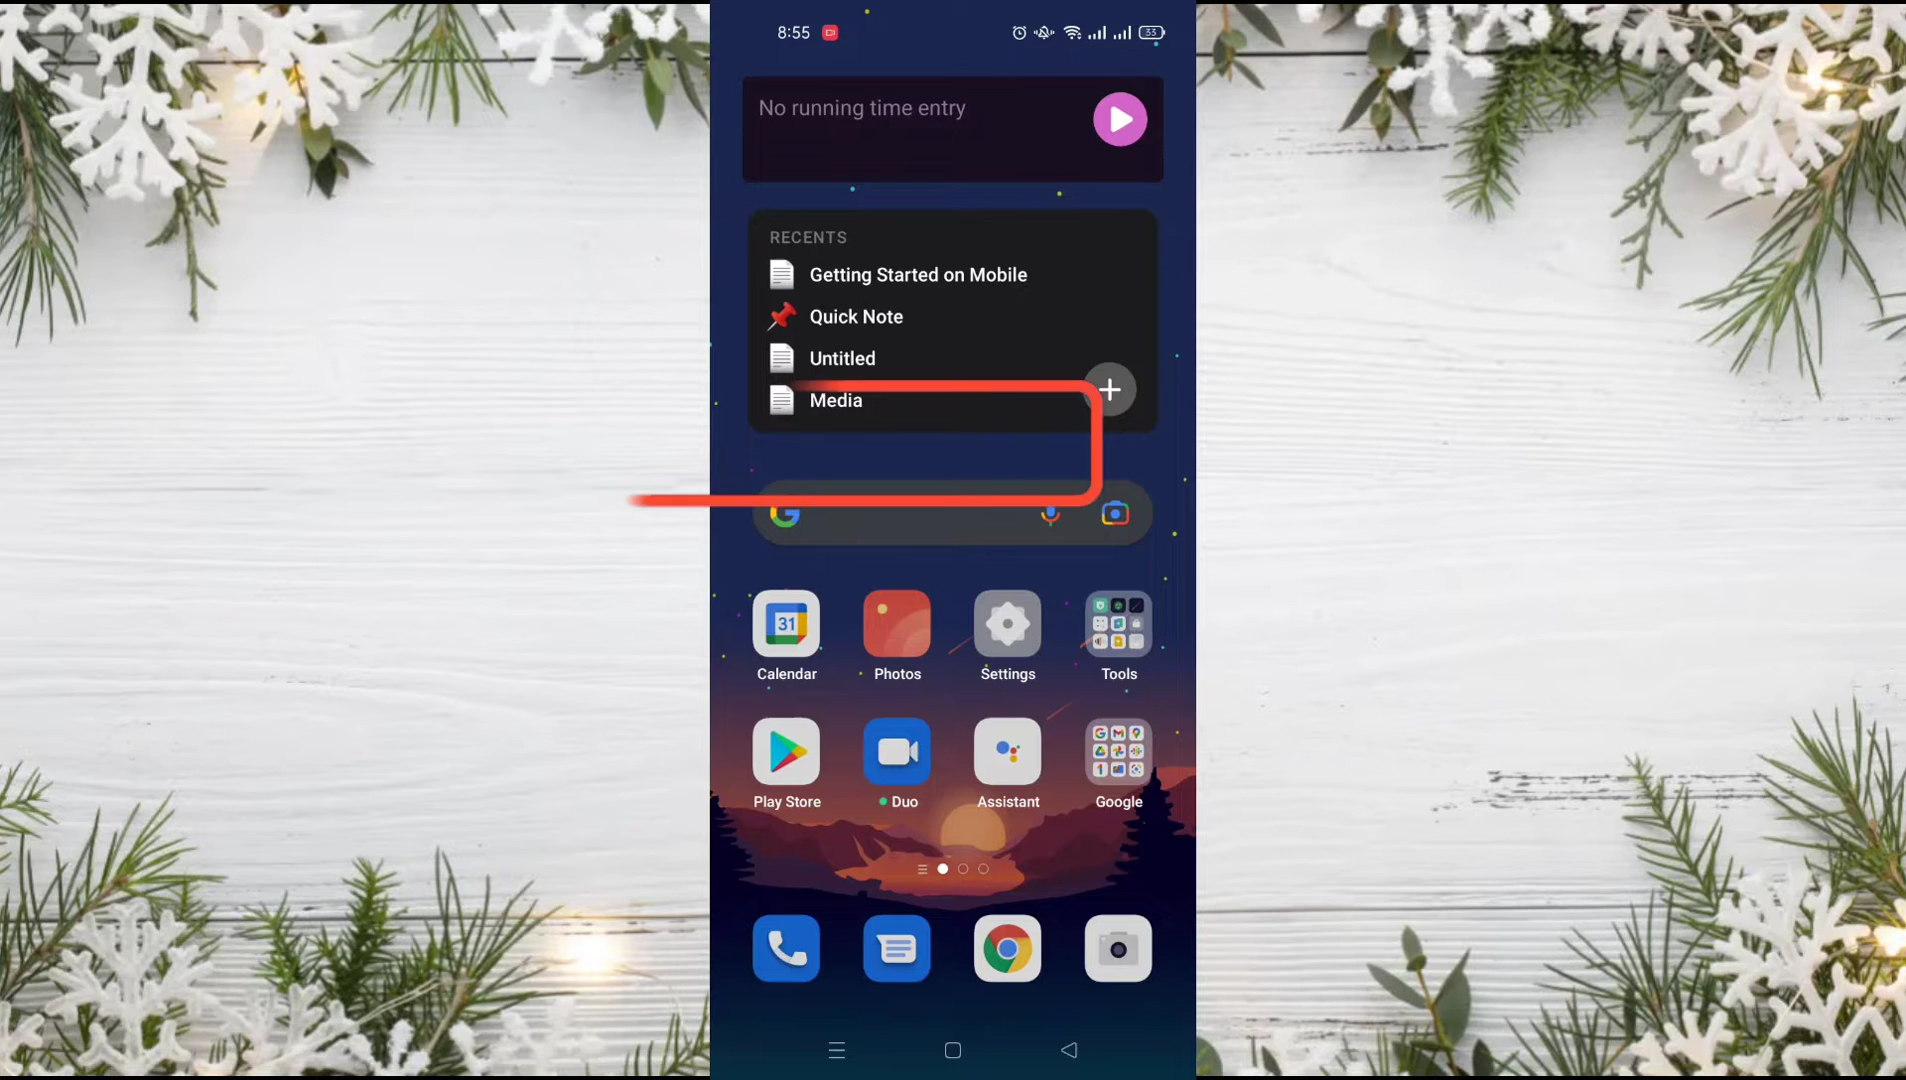 8:55
33
No running time entry
RECENTS
Getting Started on Mobile
Quick Note
Untitled
Media
31
Calendar
Photos
Settings
Tools
Play Store
Duo
Assistant
Google